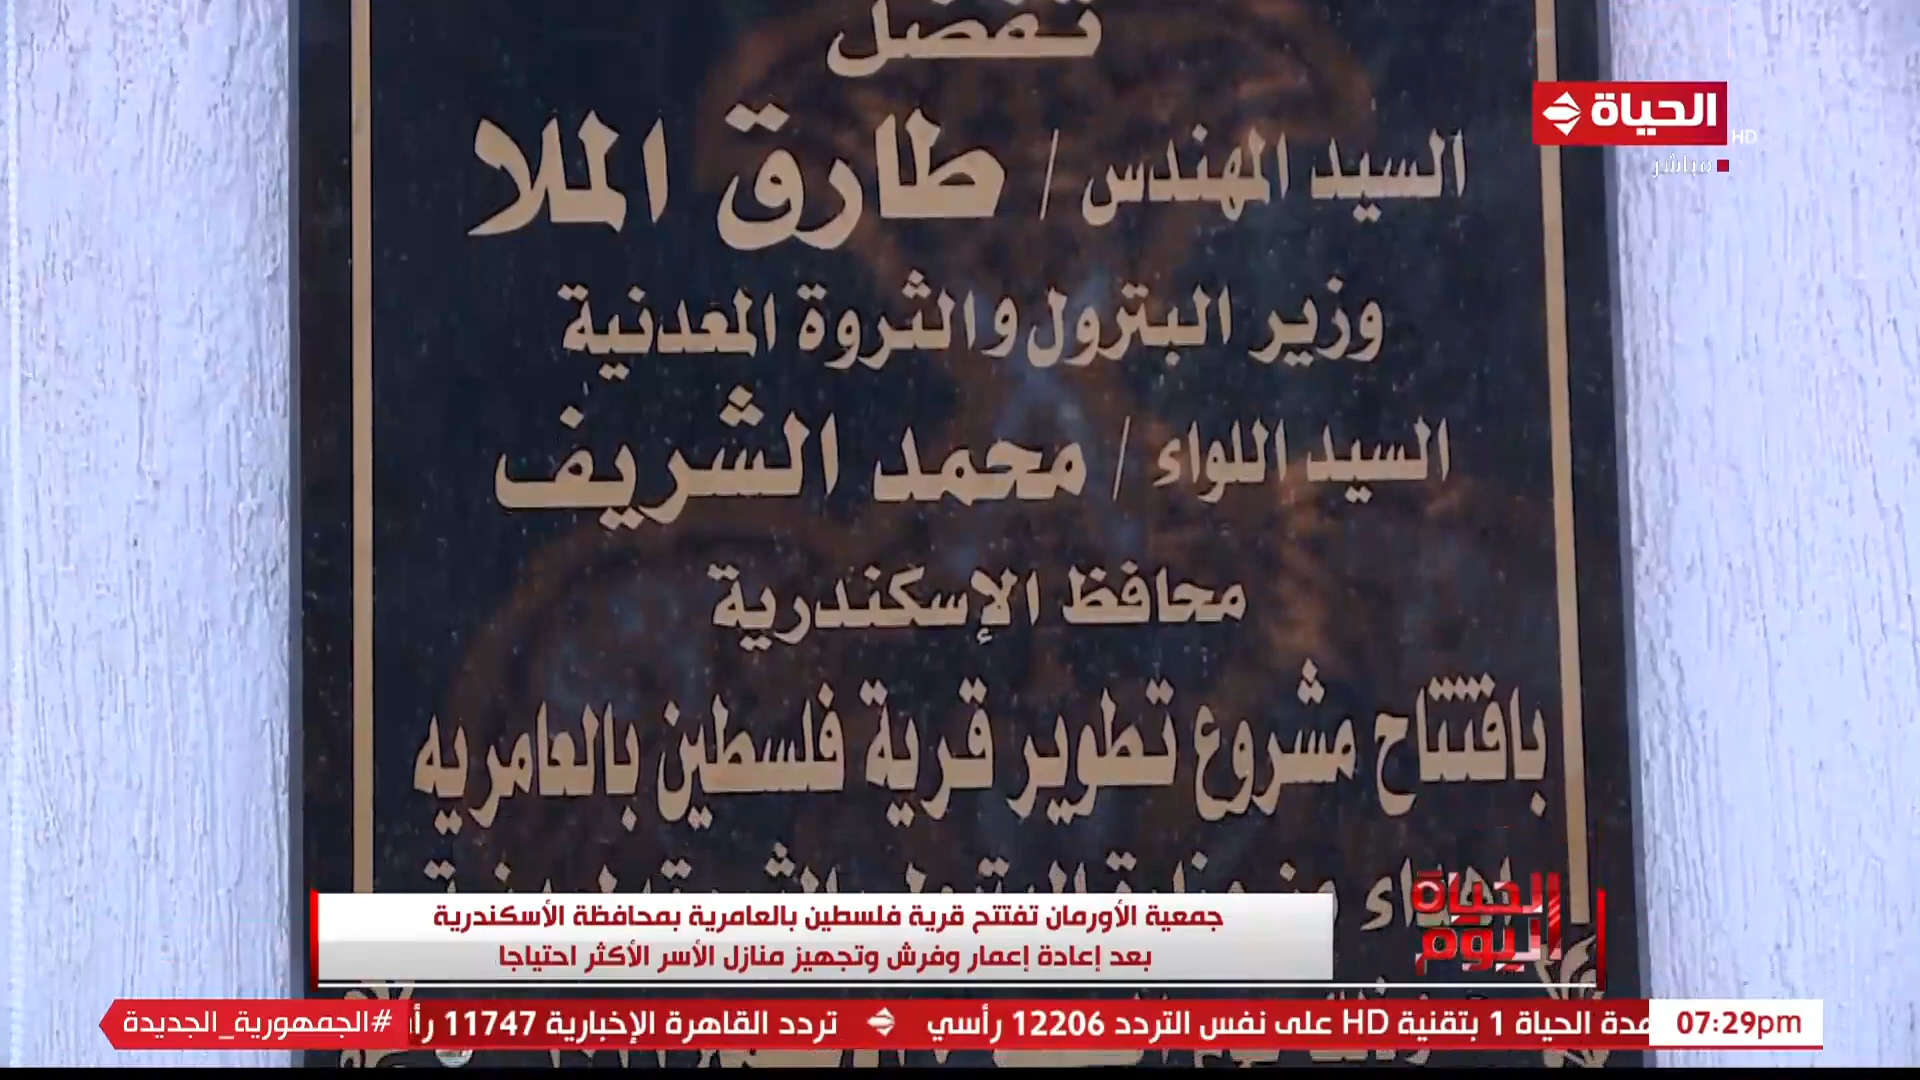 تفضل
السيد المهندس / طارق الملا
وزير البترول والثروة المعدنية
السيد اللواء / محمد الشريف
محافظ الإسكندرية
بافتتاح مشروع تطوير قرية فلسطين بالعامريه
الحياة
HD
مباشر
جمعية الأورمان تفتتح قرية فلسطين بالعامرية بمحافظة الأسكندرية
بعد إعادة إعمار وفرش وتجهيز منازل الأسر الأكثر احتياجا
الحياة
اليوم
الحياة 1 بتقنية HD على نفس التردد 12206 رأسي
تردد القاهرة الإخبارية 11747
#الجمهورية_الجديدة
07:29pm